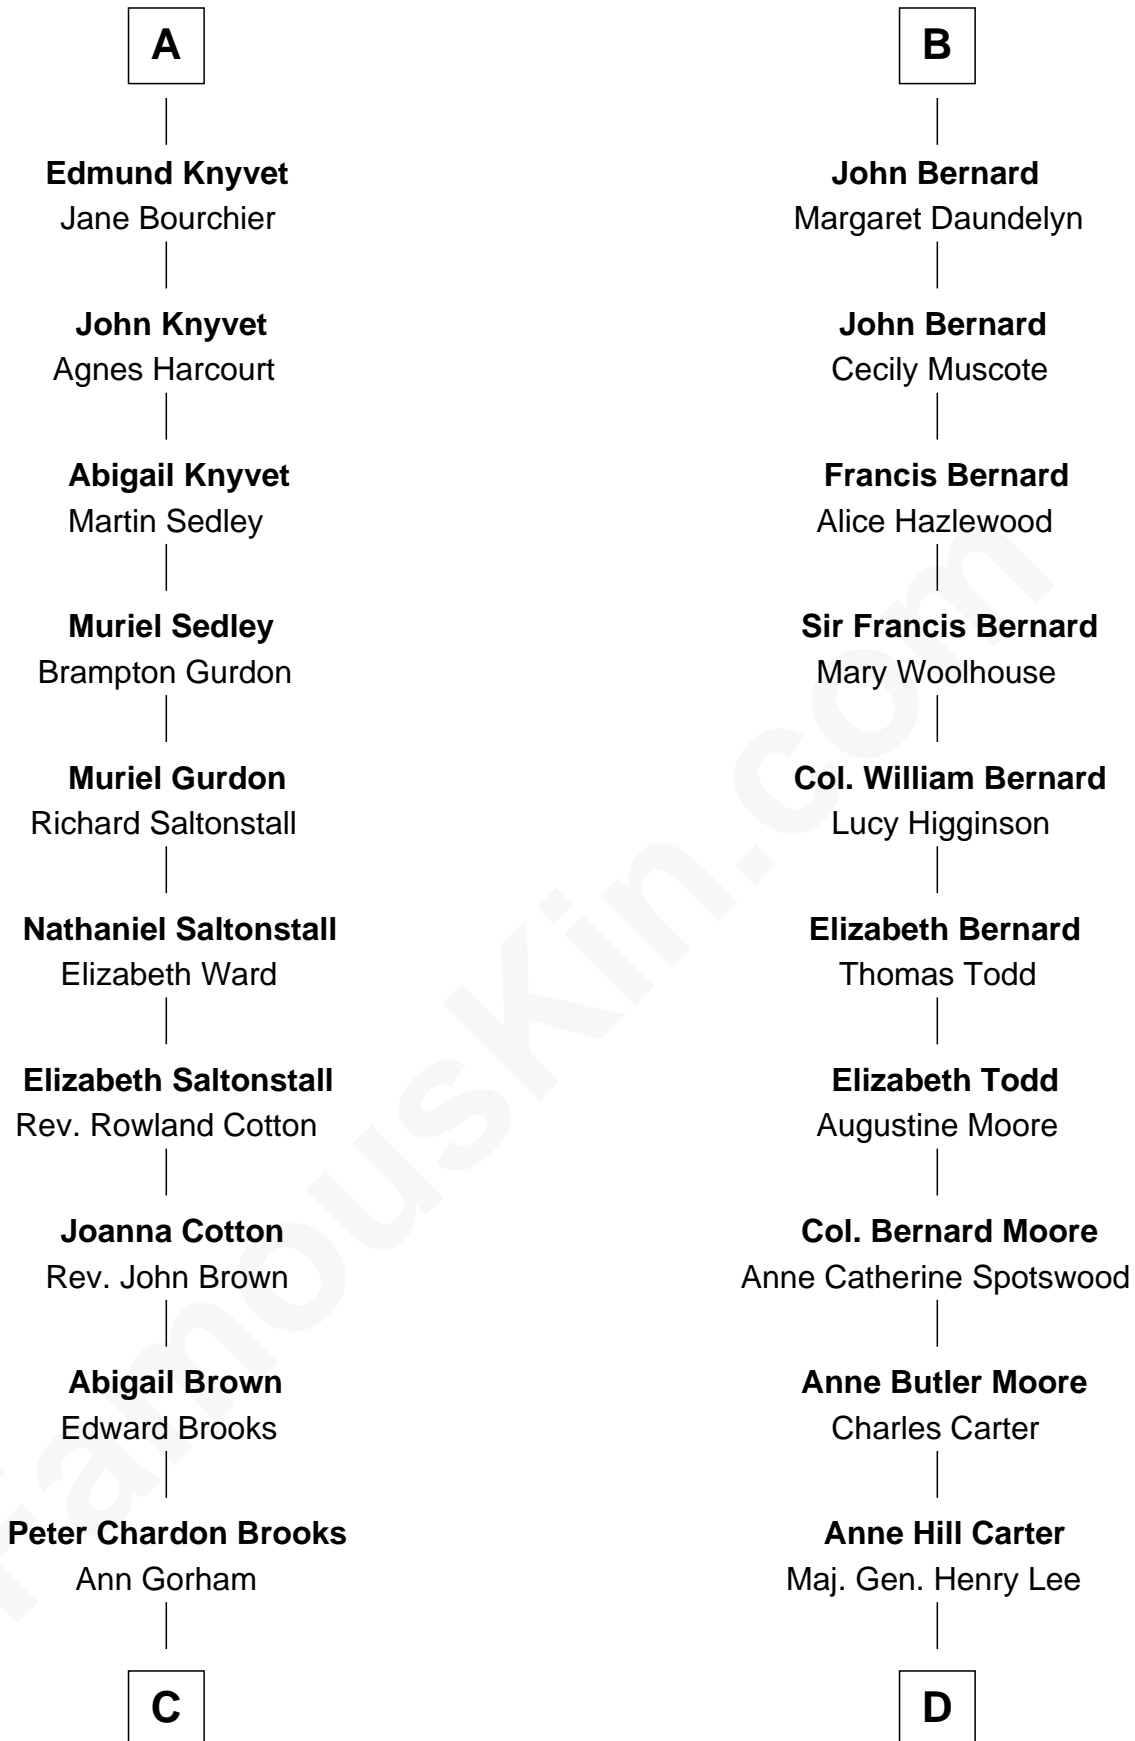 A
Edmund Knyvet
Jane Bourchier
John Knyvet
Agnes Harcourt
Abigail Knyvet
Martin Sedley
Muriel Sedley
Brampton Gurdon
Muriel Gurdon
Richard Saltonstall
Nathaniel Saltonstall
Elizabeth Ward
Elizabeth Saltonstall
Rev. Rowland Cotton
Joanna Cotton
Rev. John Brown
Abigail Brown
Edward Brooks
Peter Chardon Brooks
Ann Gorham
C
B
John Bernard
Margaret Daundelyn
John Bernard
Cecily Muscote
Francis Bernard
Alice Hazlewood
Sir Francis Bernard
Mary Woolhouse
Col. William Bernard
Lucy Higginson
Elizabeth Bernard
Thomas Todd
Elizabeth Todd
Augustine Moore
Col. Bernard Moore
Anne Catherine Spotswood
Anne Butler Moore
Charles Carter
Anne Hill Carter
Maj. Gen. Henry Lee
D
FamousKin.com